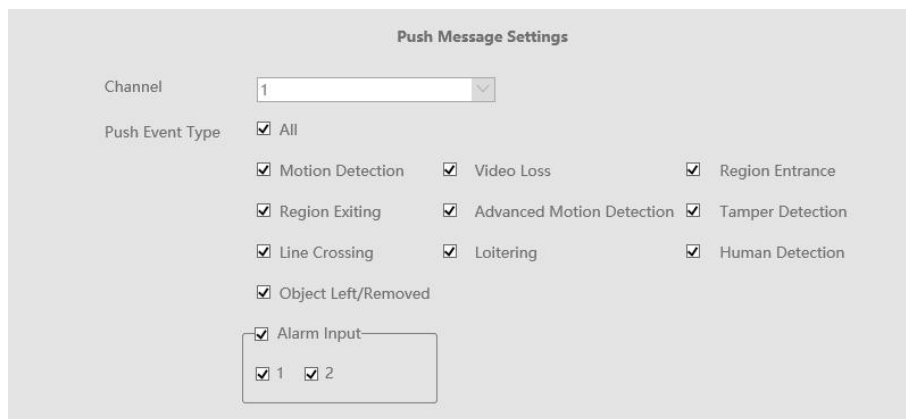 Push Message Settings
Channel 1
Push Event Type All
Motion Detection Video Loss Region Entrance
Region Exiting Advanced Motion Detection Tamper Detection
Line Crossing Loitering Human Detection
Object Left/Removed
Alarm Input
1 2